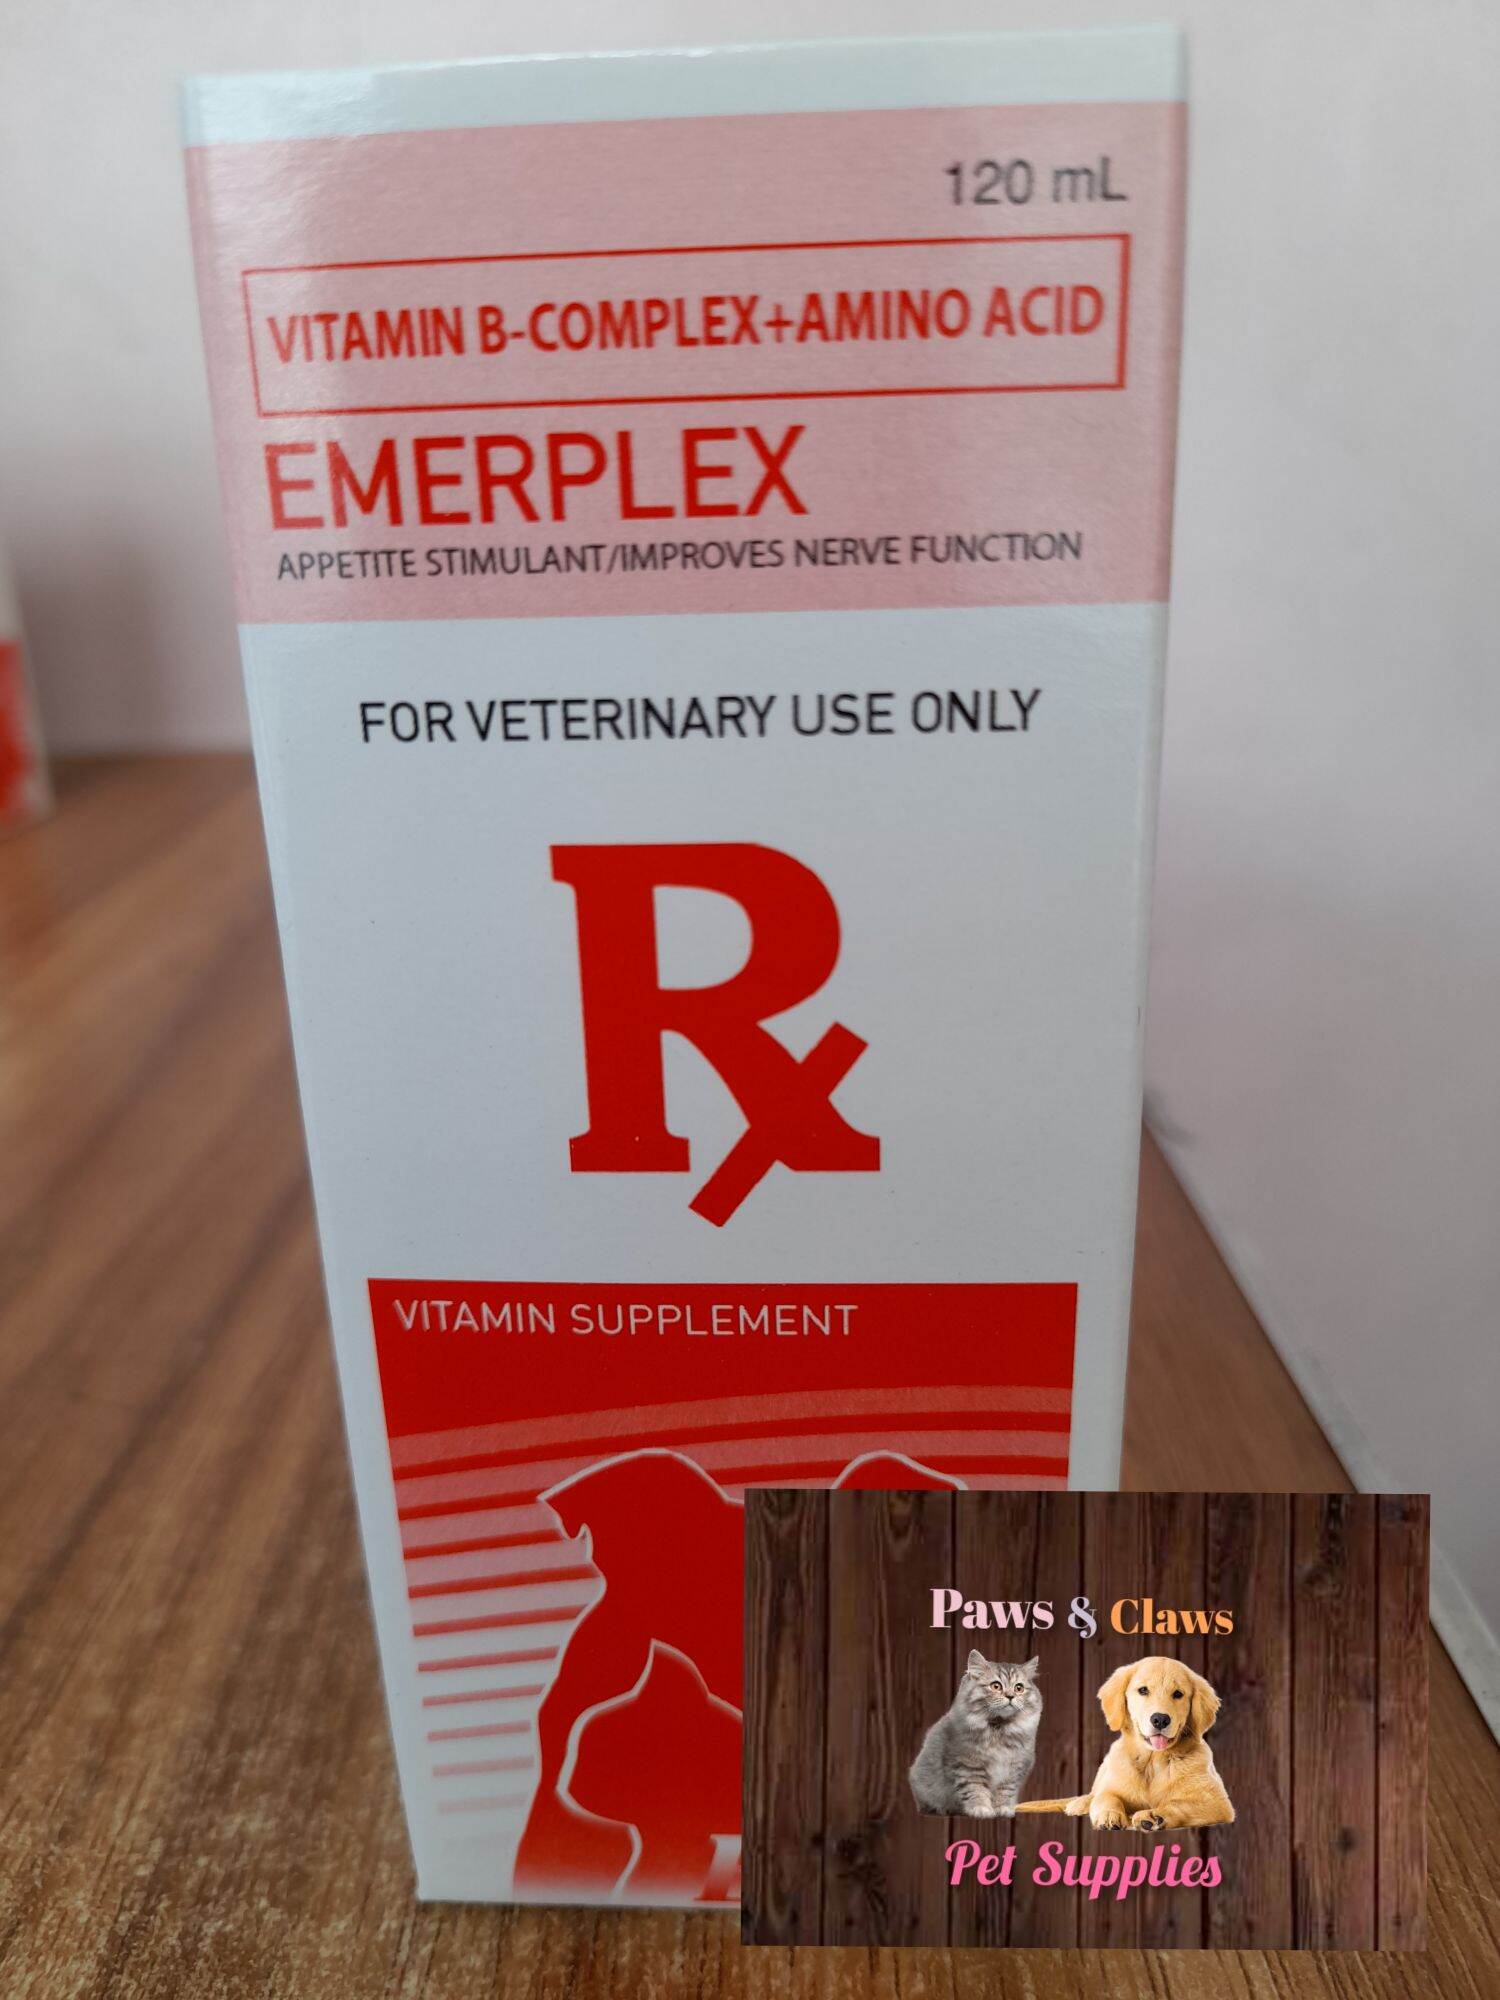 120 mL
VITAMIN B-COMPLEX+AMINO ACID
EMERPLEX
APPETITE STIMULANT/IMPROVES NERVE FUNCTION
FOR VETERINARY USE ONLY
Rx
VITAMIN SUPPLEMENT
Paws & Claws
Pet Supplies